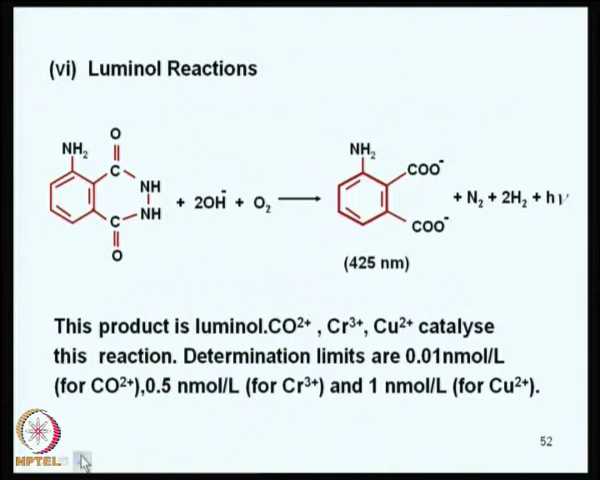 (vi) Luminol Reactions
O
NH₂
C
NH
NH
C
O
+ 2OH⁻ + O₂
NH₂
COO⁻
COO⁻
+ N₂ + 2H₂ + hν
(425 nm)
This product is luminol.CO²⁺ , Cr³⁺, Cu²⁺ catalyse
this reaction. Determination limits are 0.01nmol/L
(for CO²⁺),0.5 nmol/L (for Cr³⁺) and 1 nmol/L (for Cu²⁺).
52
NPTEL